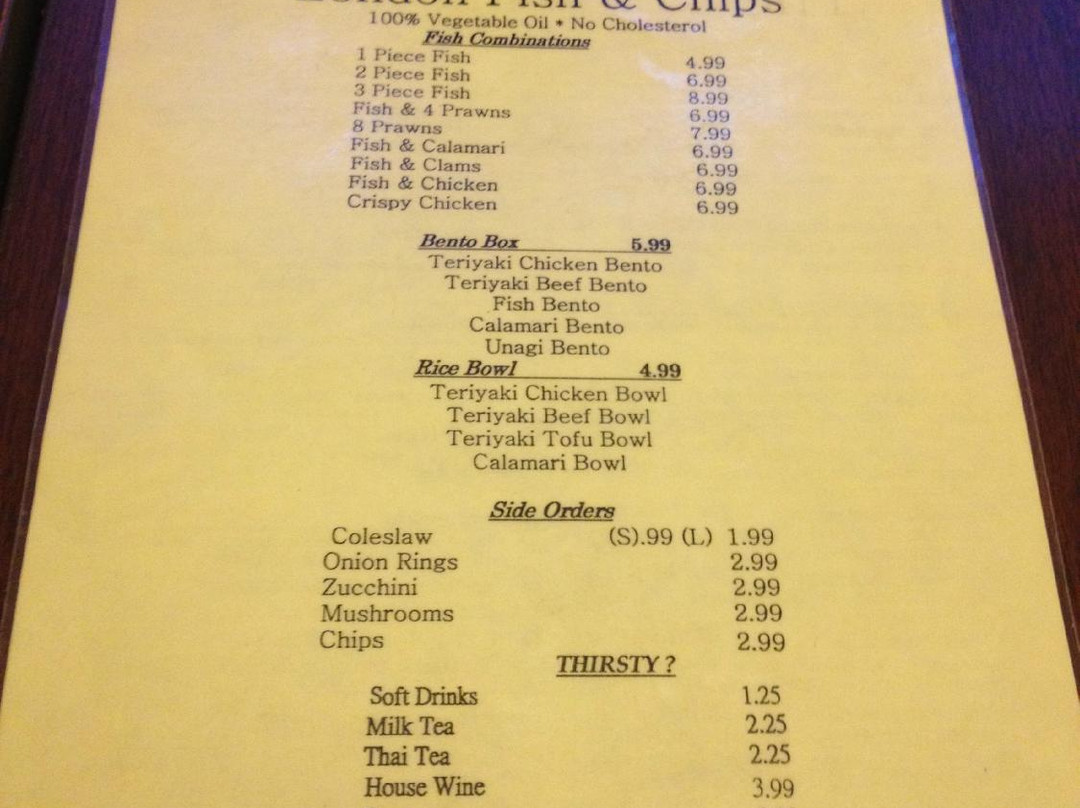 London Fish & Chips
100% Vegetable Oil • No Cholesterol
Fish Combinations
1 Piece Fish 4.99
2 Piece Fish 6.99
3 Piece Fish 8.99
Fish & 4 Prawns 6.99
8 Prawns 7.99
Fish & Calamari 6.99
Fish & Clams 6.99
Fish & Chicken 6.99
Crispy Chicken 6.99
Bento Box 5.99
Teriyaki Chicken Bento
Teriyaki Beef Bento
Fish Bento
Calamari Bento
Unagi Bento
Rice Bowl 4.99
Teriyaki Chicken Bowl
Teriyaki Beef Bowl
Teriyaki Tofu Bowl
Calamari Bowl
Side Orders
Coleslaw (S).99 (L) 1.99
Onion Rings 2.99
Zucchini 2.99
Mushrooms 2.99
Chips 2.99
THIRSTY ?
Soft Drinks 1.25
Milk Tea 2.25
Thai Tea 2.25
House Wine 3.99